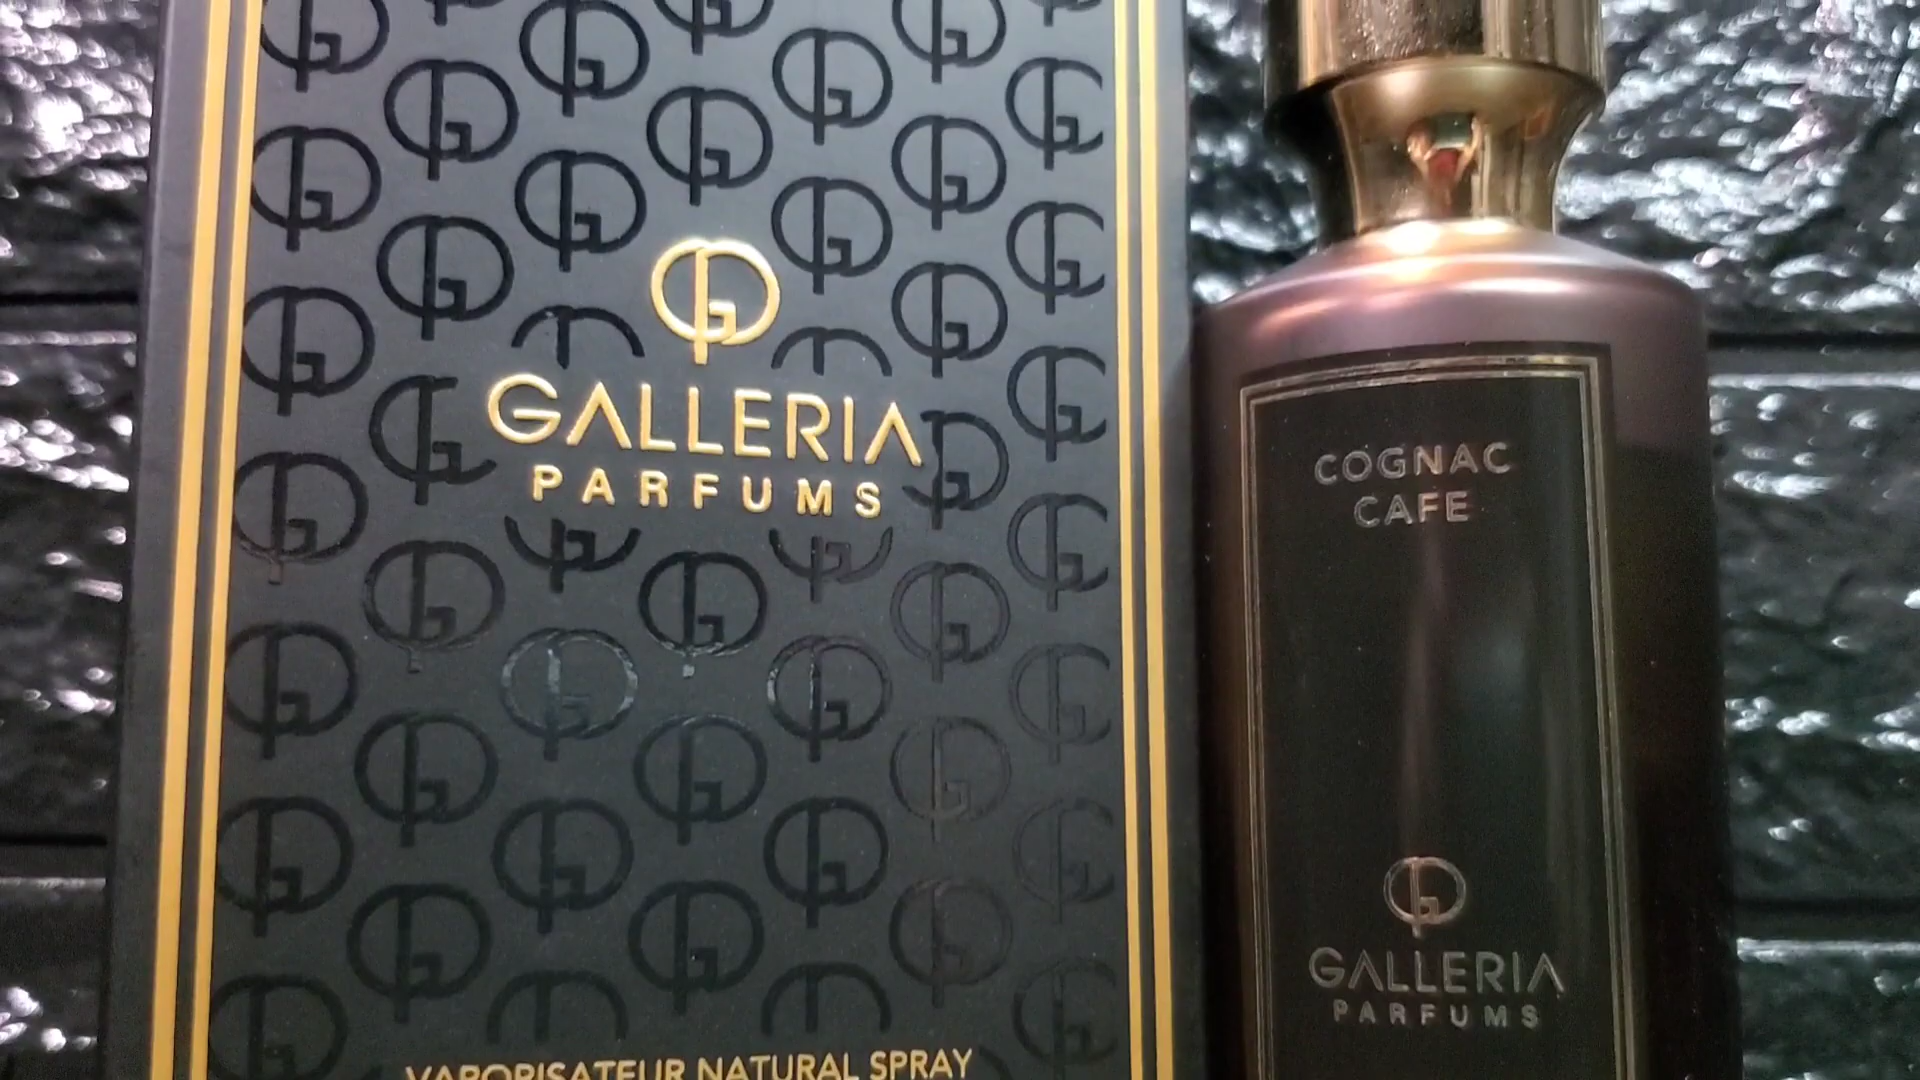 GALLERIA
PARFUMS
VAPORISATEUR NATURAL SPRAY
COGNAC
CAFE
GALLERIA
PARFUMS